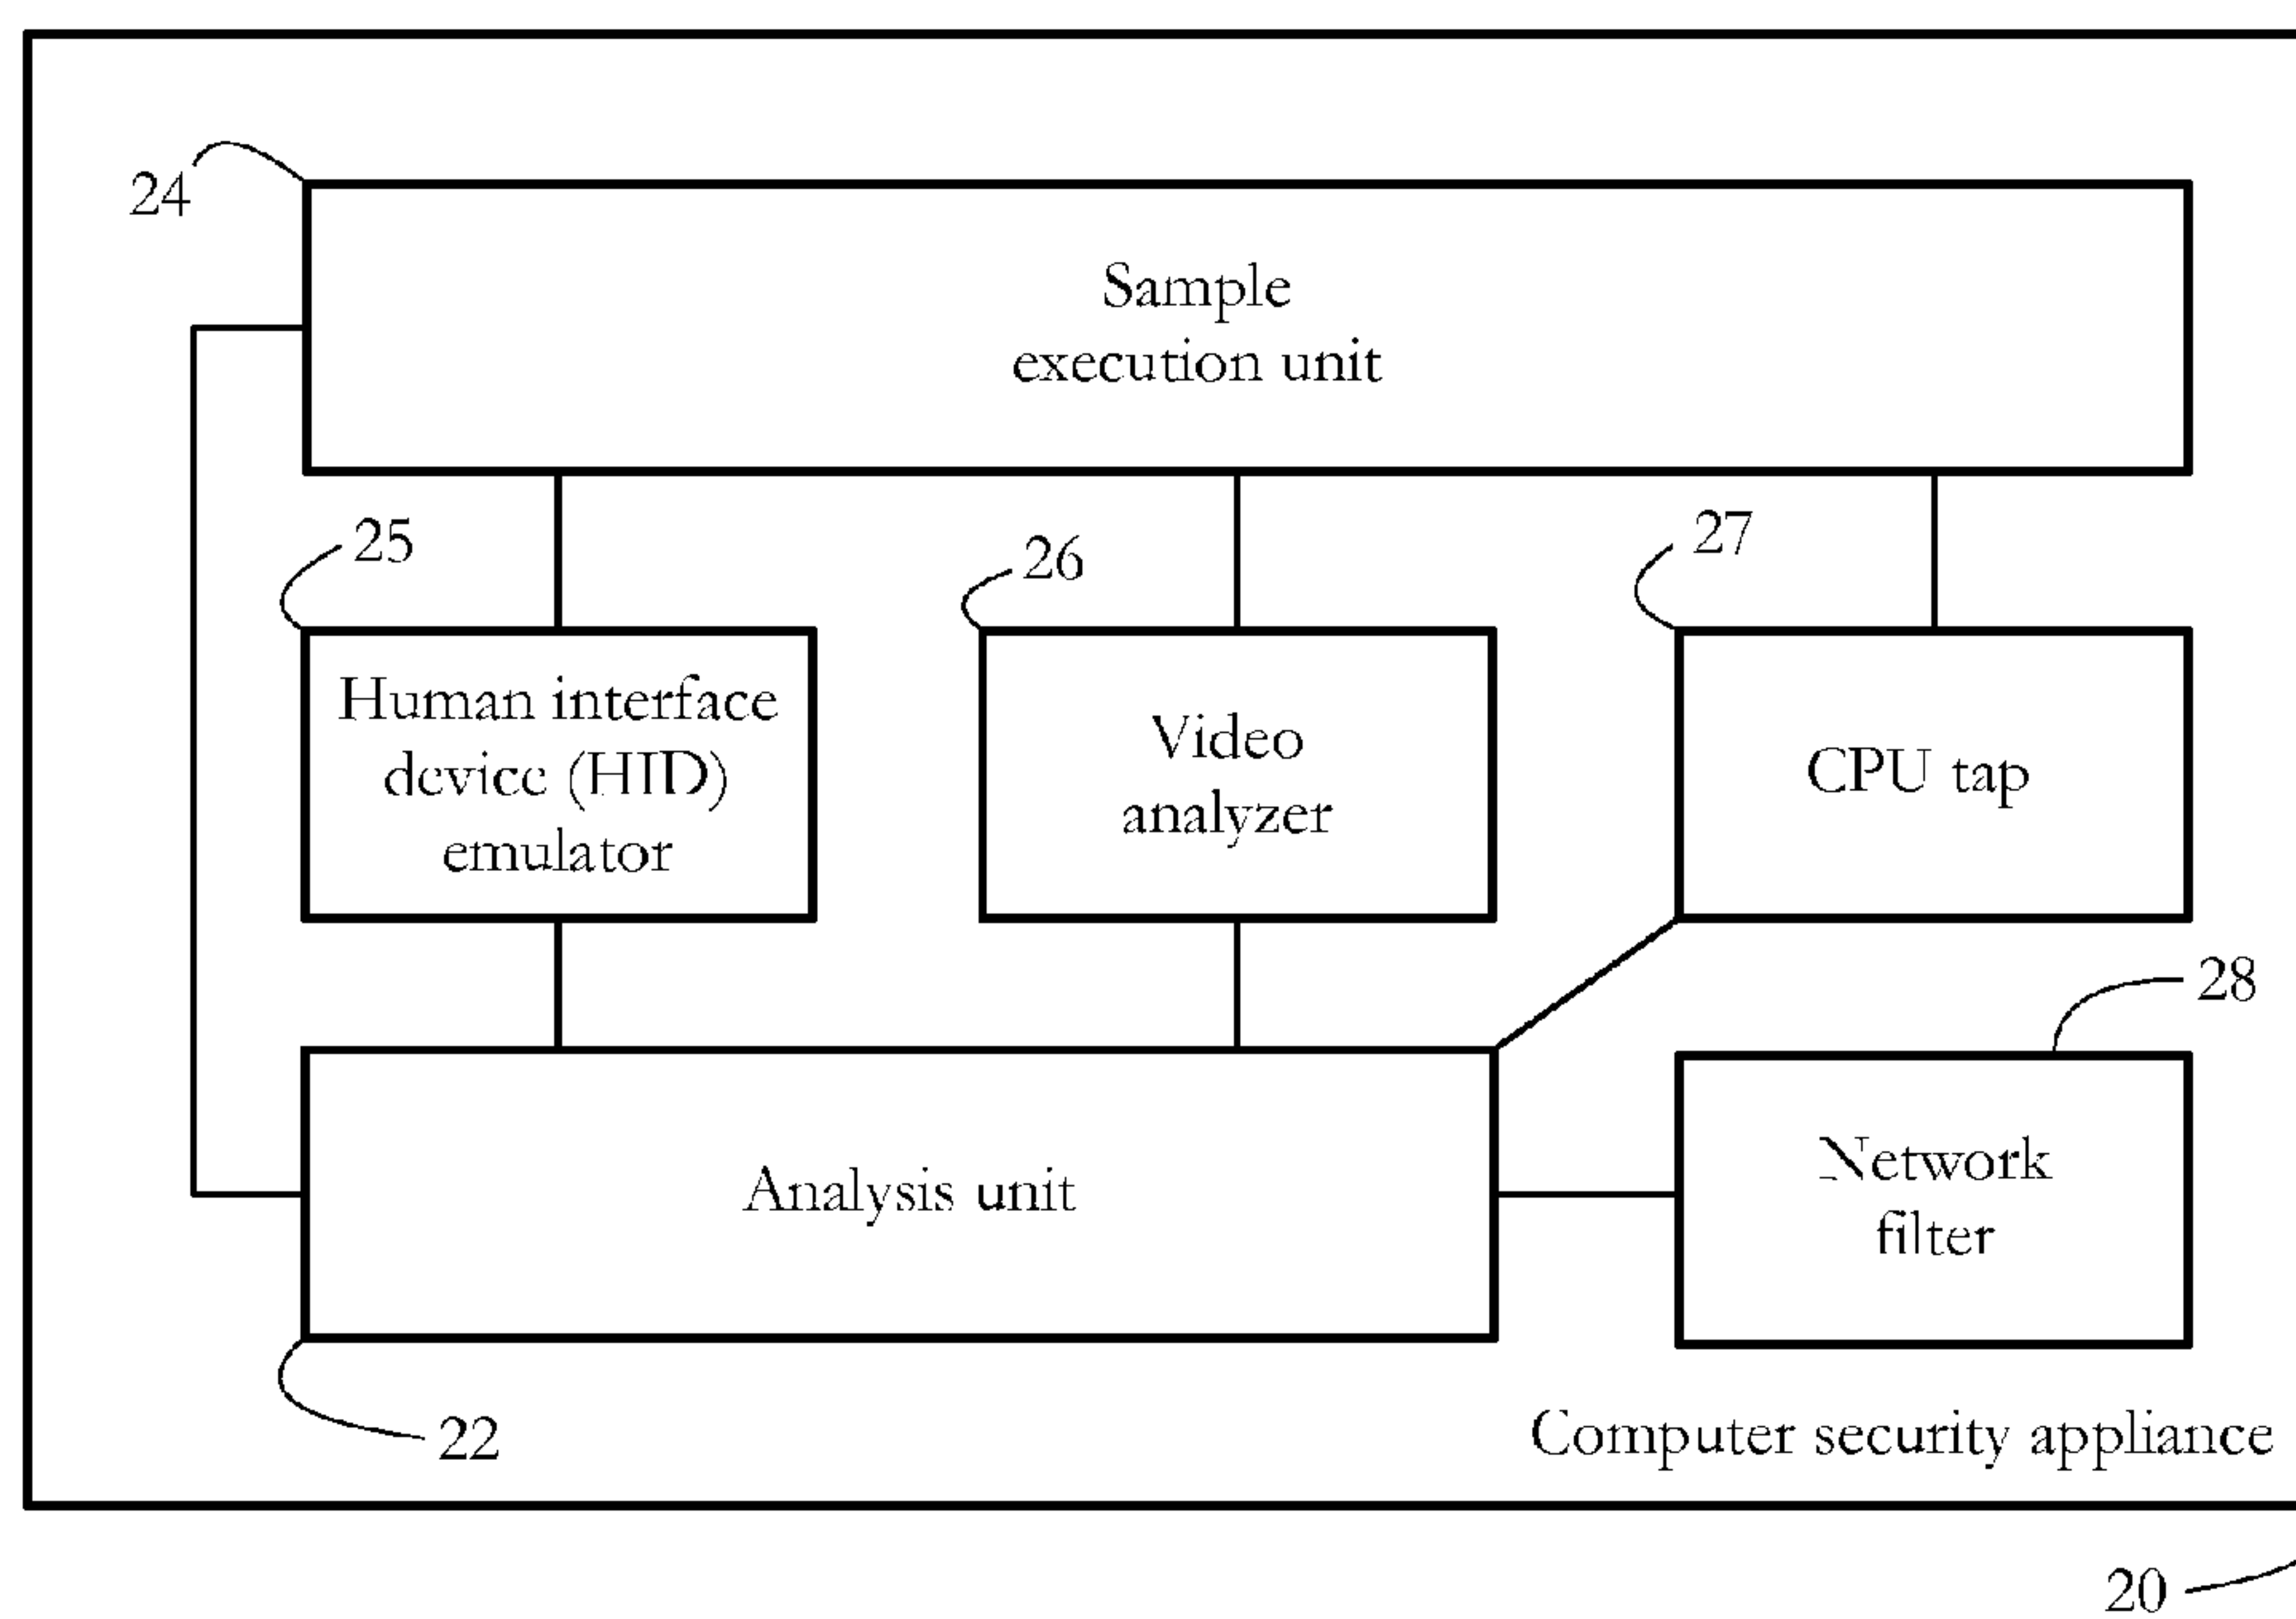 24
Sample
execution unit
25
26
27
Human interface
device (HID)
emulator
Video
analyzer
CPU tap
28
Analysis unit
Network
filter
22
Computer security appliance
20